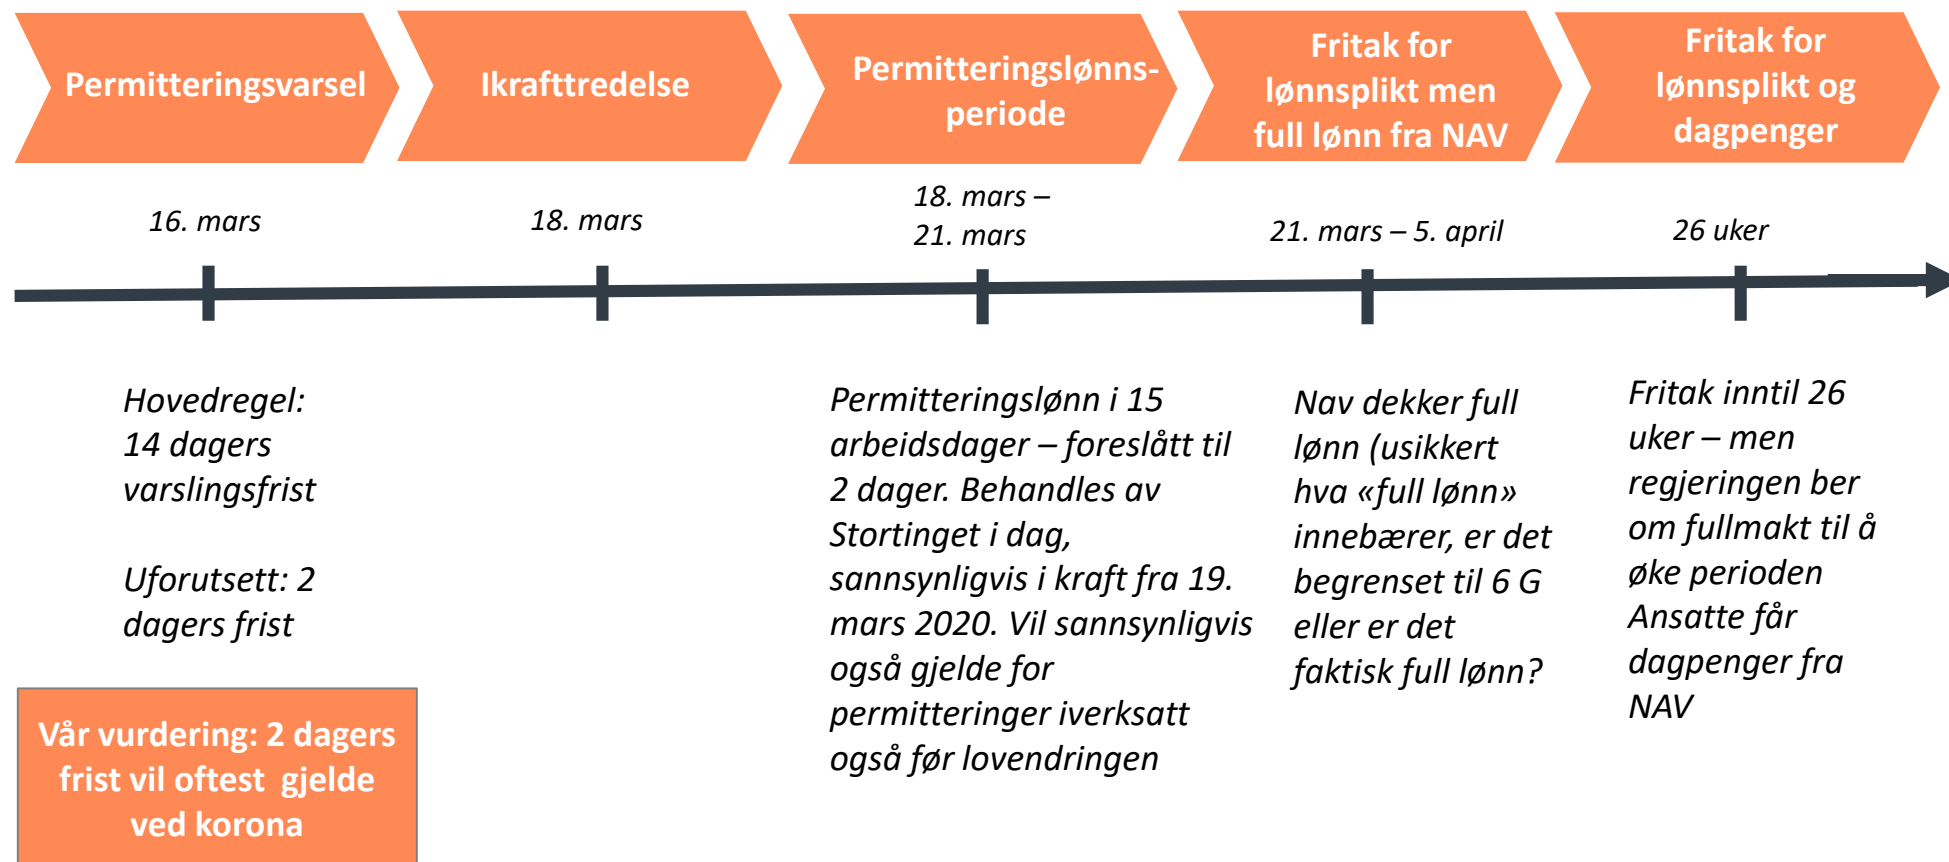 Permitteringsvarsel
Ikrafttredelse
Permitteringslønns-
periode
Fritak for
lønnsplikt men
full lønn fra NAV
Fritak for
lønnsplikt og
dagpenger
16. mars
18. mars
18. mars –
21. mars
21. mars – 5. april
26 uker
Hovedregel:
14 dagers
varslingsfrist
Uforutsett: 2
dagers frist
Vår vurdering: 2 dagers
frist vil oftest gjelde
ved korona
Permitteringslønn i 15
arbeidsdager – foreslått til
2 dager. Behandles av
Stortinget i dag,
sannsynligvis i kraft fra 19.
mars 2020. Vil sannsynligvis
også gjelde for
permitteringer iverksatt
også før lovendringen
Nav dekker full
lønn (usikkert
hva «full lønn»
innebærer, er det
begrenset til 6 G
eller er det
faktisk full lønn?
Fritak inntil 26
uker – men
regjeringen ber
om fullmakt til å
øke perioden
Ansatte får
dagpenger fra
NAV